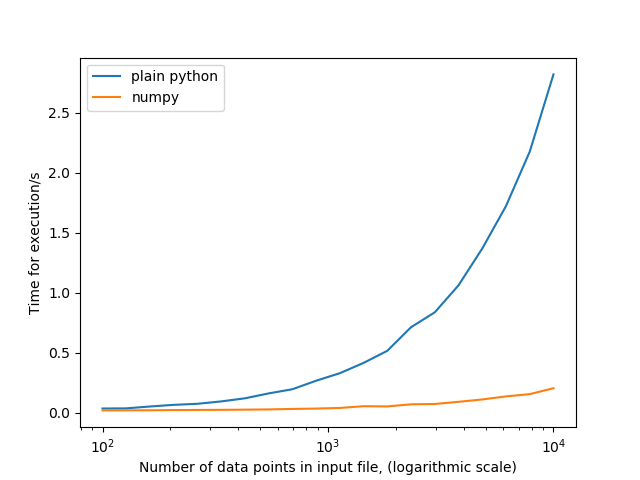 plain python
numpy
2.5
2.0
1.5
1.0
0.5
0.0
Time for execution/s
10²
10³
10⁴
Number of data points in input file, (logarithmic scale)